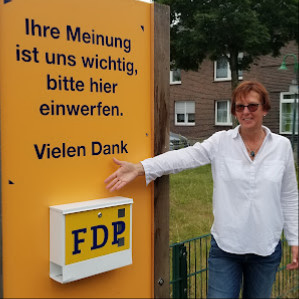 Ihre Meinung
ist uns wichtig,
bitte hier
einwerfen.
Vielen Dank
FDP